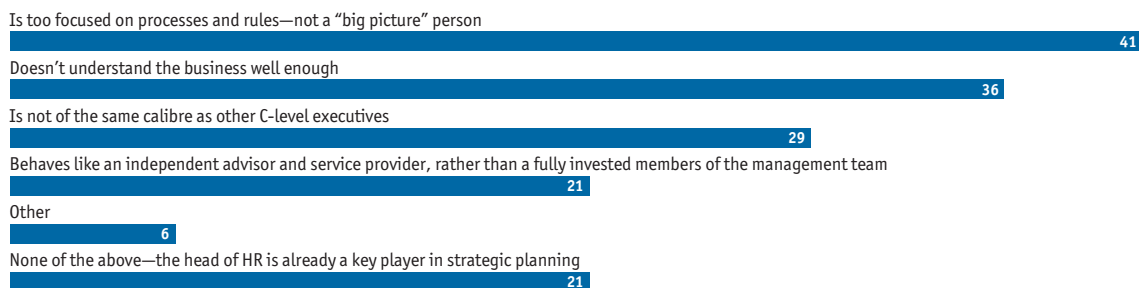 Is too focused on processes and rules—not a “big picture” person
41
Doesn’t understand the business well enough
36
Is not of the same calibre as other C-level executives
29
Behaves like an independent advisor and service provider, rather than a fully invested members of the management team
21
Other
6
None of the above—the head of HR is already a key player in strategic planning
21